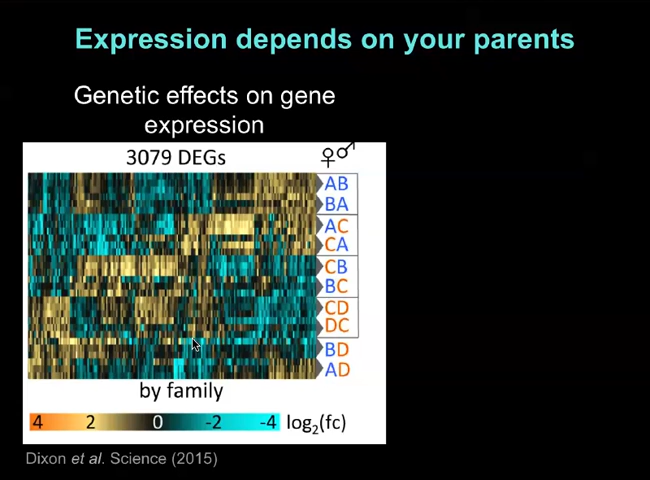 Expression depends on your parents
Genetic effects on gene
expression
3079 DEGs ♀♂
AB
BA
AC
CA
CB
BC
CD
DC
BD
AD
by family
4 2 0 -2 -4 log₂(fc)
Dixon et al. Science (2015)